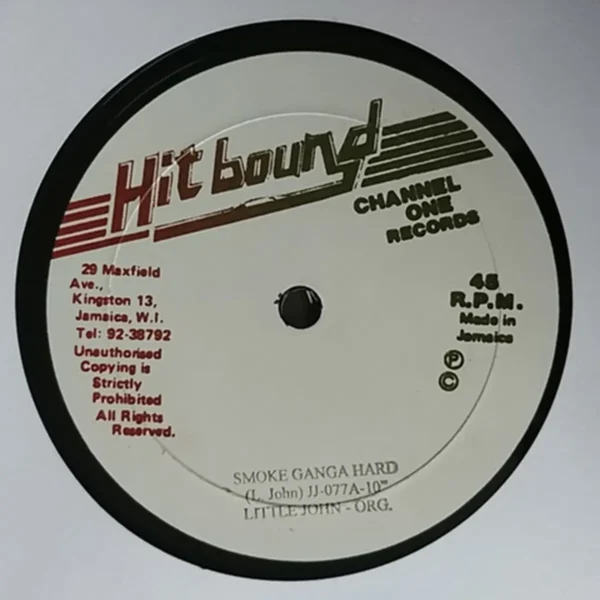 Hit bound
CHANNEL
ONE
RECORDS
29 Maxfield
Ave.,
Kingston 13,
Jamaica, W.I.
Tel: 92-38792
Unauthorised
Copying is
Strictly
Prohibited
All Rights
Reserved.
45
R.P.M.
Made in
Jamaica
℗
©
SMOKE GANGA HARD
(L. John) JJ-077A-10"
LITTLE JOHN - ORG.